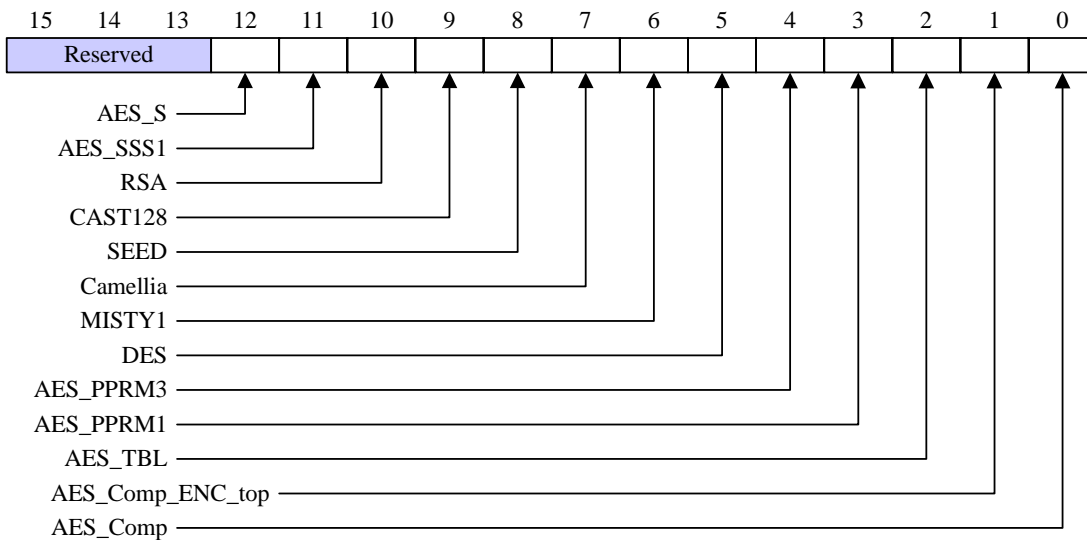 15 14 13 12 11 10 9 8 7 6 5 4 3 2 1 0
Reserved
AES_S
AES_SSS1
RSA
CAST128
SEED
Camellia
MISTY1
DES
AES_PPRM3
AES_PPRM1
AES_TBL
AES_Comp_ENC_top
AES_Comp